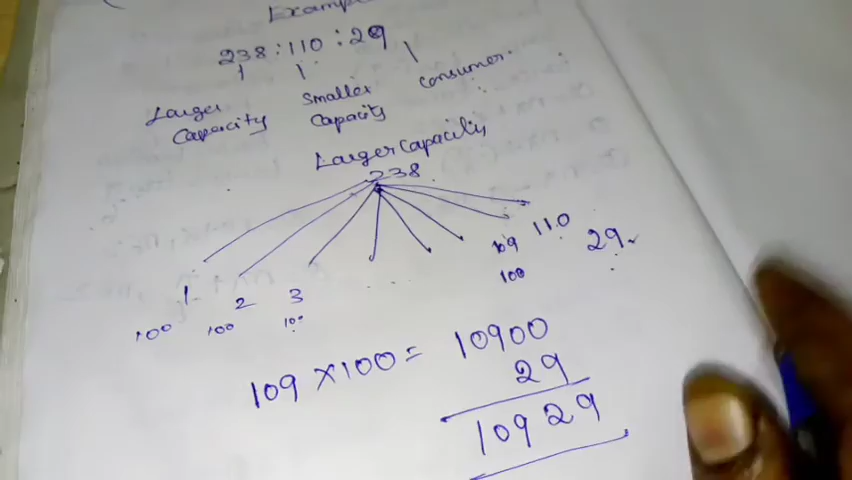 Example
238:110:29
Larger Smaller Consumer.
Capacity Capacity
Larger Capacity
238
1 2 3 109 110 29
100 100 100 100
109 × 100 = 10900
29
10929